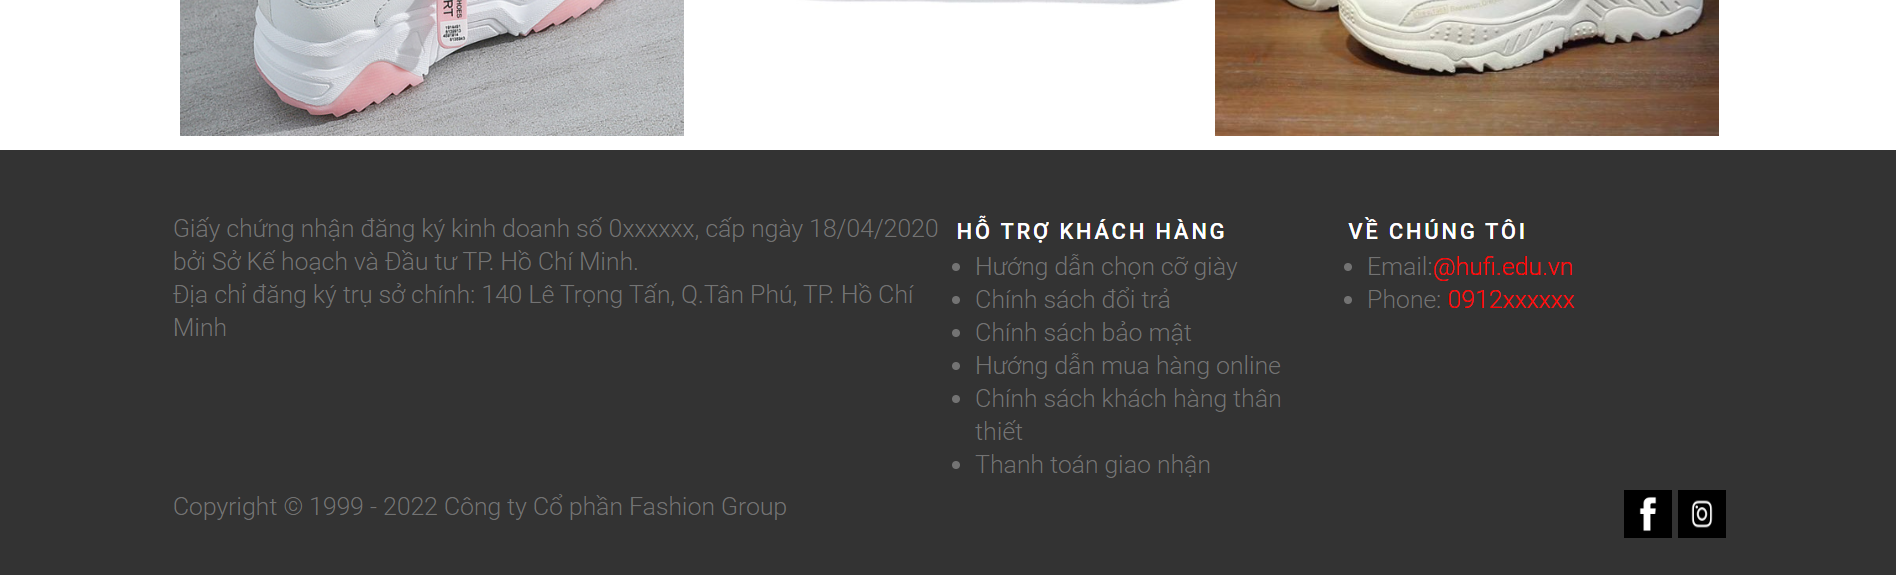 SHOES
RT
Giấy chứng nhận đăng ký kinh doanh số 0xxxxxx, cấp ngày 18/04/2020
bởi Sở Kế hoạch và Đầu tư TP. Hồ Chí Minh.
Địa chỉ đăng ký trụ sở chính: 140 Lê Trọng Tấn, Q.Tân Phú, TP. Hồ Chí
Minh
HỖ TRỢ KHÁCH HÀNG
Hướng dẫn chọn cỡ giày
Chính sách đổi trả
Chính sách bảo mật
Hướng dẫn mua hàng online
Chính sách khách hàng thân
thiết
Thanh toán giao nhận
VỀ CHÚNG TÔI
Email:@hufi.edu.vn
Phone: 0912xxxxxx
Copyright © 1999 - 2022 Công ty Cổ phần Fashion Group